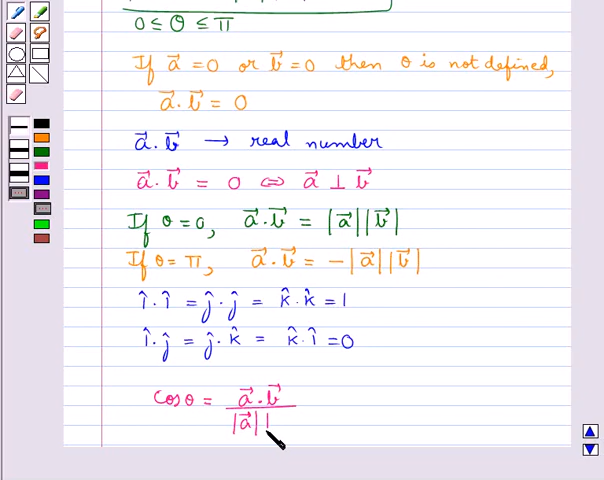 0 ≤ θ ≤ π
If a⃗ = 0 or b⃗ = 0 then θ is not defined,
a⃗ · b⃗ = 0
a⃗ · b⃗ → real number
a⃗ · b⃗ = 0 ⇔ a⃗ ⊥ b⃗
If θ = 0, a⃗ · b⃗ = |a⃗||b⃗|
If θ = π, a⃗ · b⃗ = -|a⃗||b⃗|
î · î = ĵ · ĵ = k̂ · k̂ = 1
î · ĵ = ĵ · k̂ = k̂ · î = 0
Cos θ = a⃗ · b⃗
|a⃗| |